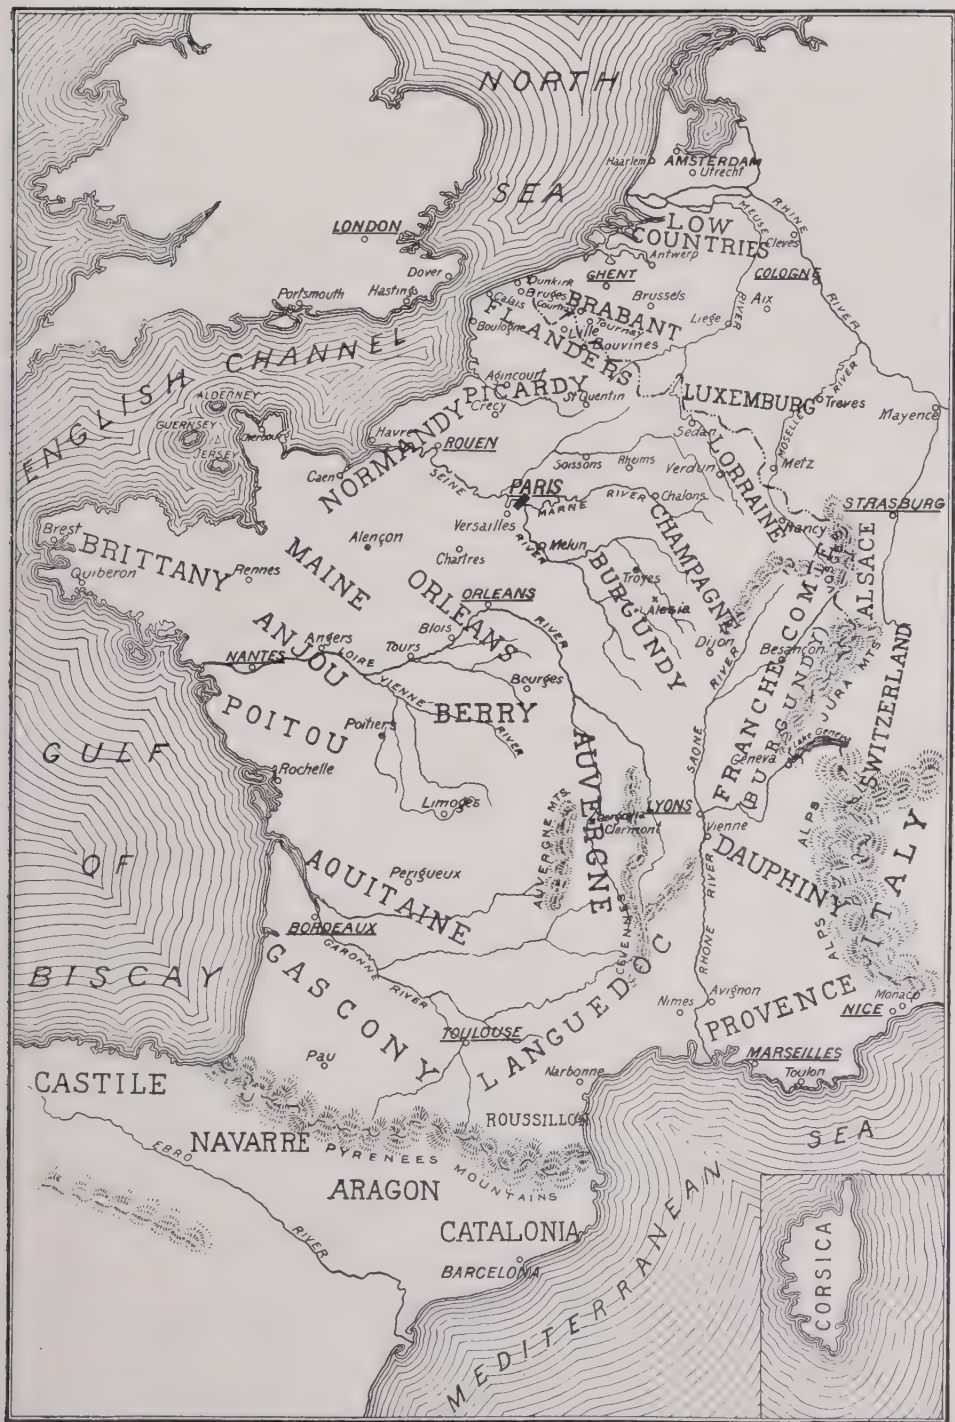 NORTH
SEA
Haarlem
AMSTERDAM
Utrecht
RHINE
RIVER
MEUSE
RIVER
LOW
COUNTRIES
Cleves
Antwerp
LONDON
GHENT
COLOGNE
Dover
Dunkirk
Bruges
BRABANT
Brussels
Aix
Portsmouth
Hastings
Calais
Courtray
Tournay
Liege
FLANDERS
Boulogne
Lille
Bouvines
ENGLISH CHANNEL
Agincourt
PICARDY
St Quentin
Crecy
LUXEMBURG
Treves
MOSELLE
RIVER
Mayence
ALDERNEY
GUERNSEY
JERSEY
Cherbourg
Havre
ROUEN
NORMANDY
Sedan
LORRAINE
Caen
SEINE
RIVER
Soissons
Rheims
Verdun
Metz
PARIS
MARNE
RIVER
Chalons
STRASBURG
Versailles
Nancy
VOSGES
ALSACE
Brest
BRITTANY
Quiberon
Rennes
MAINE
Alençon
Chartres
Melun
CHAMPAGNE
Troyes
ORLEANS
ORLEANS
BURGUNDY
Alesia
Dijon
FRANCHE COMTE
(BURGUNDY)
Besançon
JURA MTS
SWITZERLAND
ANJOU
Angers
LOIRE
RIVER
Tours
Blois
NANTES
VIENNE
RIVER
Bourges
BERRY
POITOU
Poitiers
SAONE
RIVER
Lake Geneva
Geneva
GULF
OF
BISCAY
Rochelle
AUVERGNE
Limoges
AUVERGNE MTS.
Gergovia
Clermont
LYONS
Vienne
ALPS
ALPS
DAUPHINY
ITALY
AQUITAINE
Perigueux
CEVENNES
RHONE
RIVER
BORDEAUX
GARONNE
RIVER
GASCONY
LANGUEDOC
Nimes
Avignon
PROVENCE
Monaco
NICE
TOULOUSE
MARSEILLES
Toulon
Pau
Narbonne
CASTILE
ROUSSILLON
NAVARRE
PYRENEES
MOUNTAINS
EBRO
RIVER
ARAGON
CATALONIA
BARCELONA
MEDITERRANEAN
SEA
CORSICA